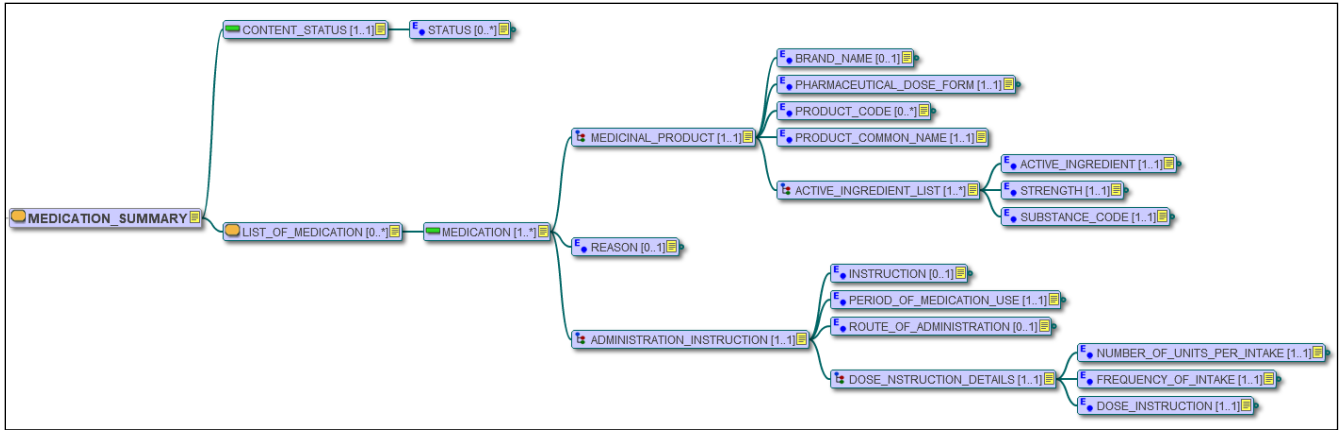 CONTENT_STATUS [1..1]
E STATUS [0..*]
E BRAND_NAME [0..1]
E PHARMACEUTICAL_DOSE_FORM [1..1]
E PRODUCT_CODE [0..*]
MEDICINAL_PRODUCT [1..1]
E PRODUCT_COMMON_NAME [1..1]
E ACTIVE_INGREDIENT [1..1]
ACTIVE_INGREDIENT_LIST [1..*]
E STRENGTH [1..1]
E SUBSTANCE_CODE [1..1]
MEDICATION_SUMMARY
LIST_OF_MEDICATION [0..*]
MEDICATION [1..*]
E REASON [0..1]
E INSTRUCTION [0..1]
E PERIOD_OF_MEDICATION_USE [1..1]
E ROUTE_OF_ADMINISTRATION [0..1]
ADMINISTRATION_INSTRUCTION [1..1]
E NUMBER_OF_UNITS_PER_INTAKE [1..1]
DOSE_NSTRUCTION_DETAILS [1..1]
E FREQUENCY_OF_INTAKE [1..1]
E DOSE_INSTRUCTION [1..1]